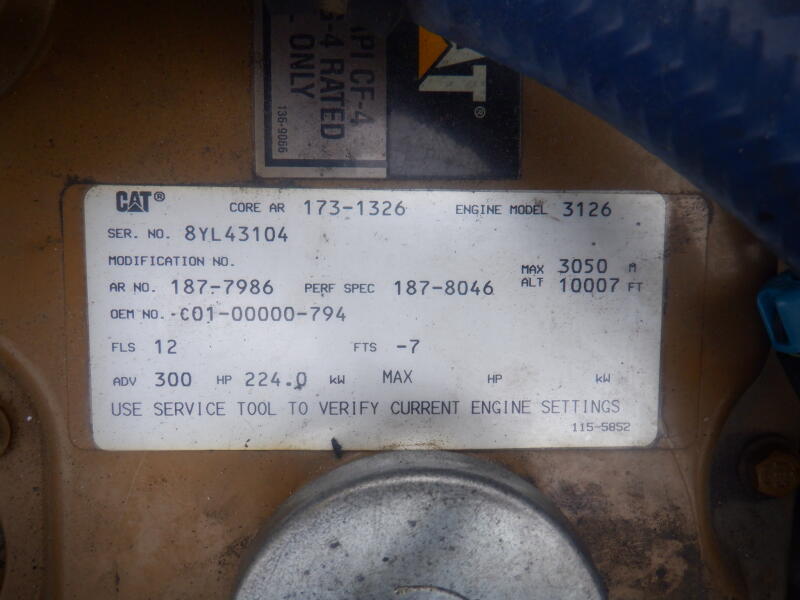 API CF-4
G-4 RATED
L ONLY
136-9066
CAT®
CAT® CORE AR 173-1326 ENGINE MODEL 3126
SER. NO. 8YL43104
MODIFICATION NO.
AR NO. 187-7986 PERF SPEC 187-8046 MAX ALT 3050 M 10007 FT
OEM NO. C01-00000-794
FLS 12 FTS -7
ADV 300 HP 224.0 kW MAX HP kW
USE SERVICE TOOL TO VERIFY CURRENT ENGINE SETTINGS
115-5852